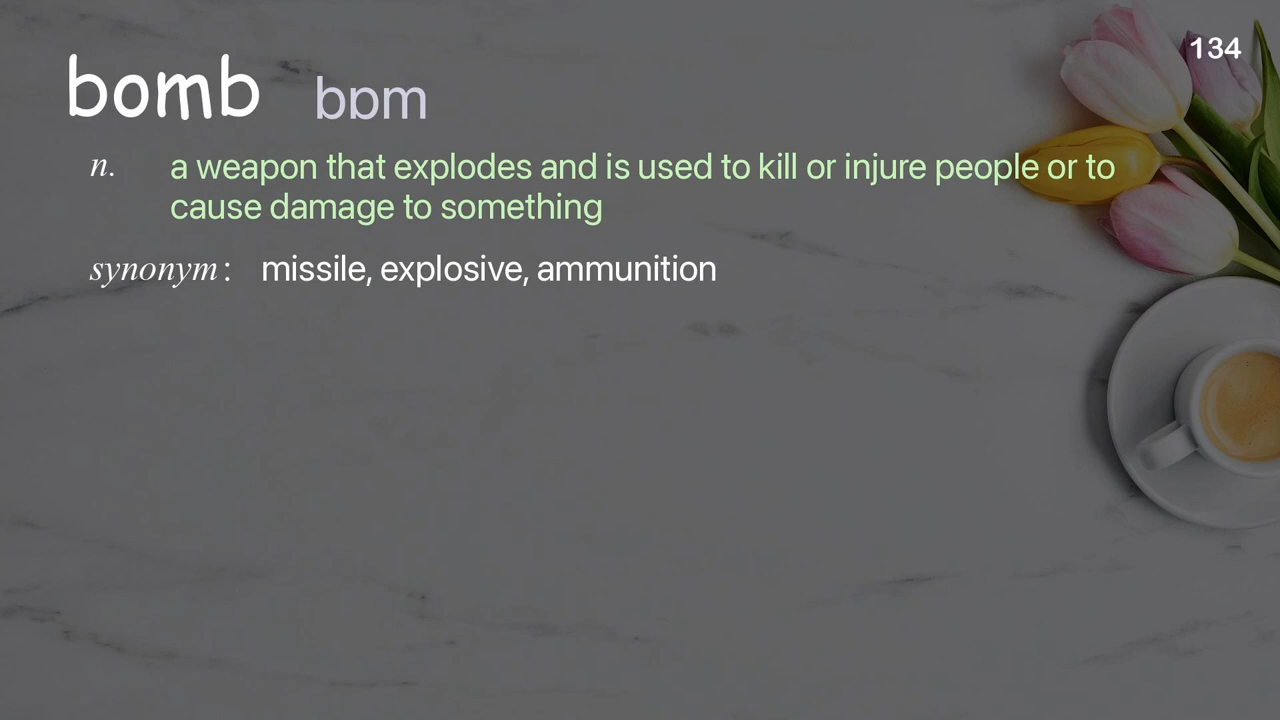 134
bomb bɒm
n. a weapon that explodes and is used to kill or injure people or to
cause damage to something
synonym: missile, explosive, ammunition